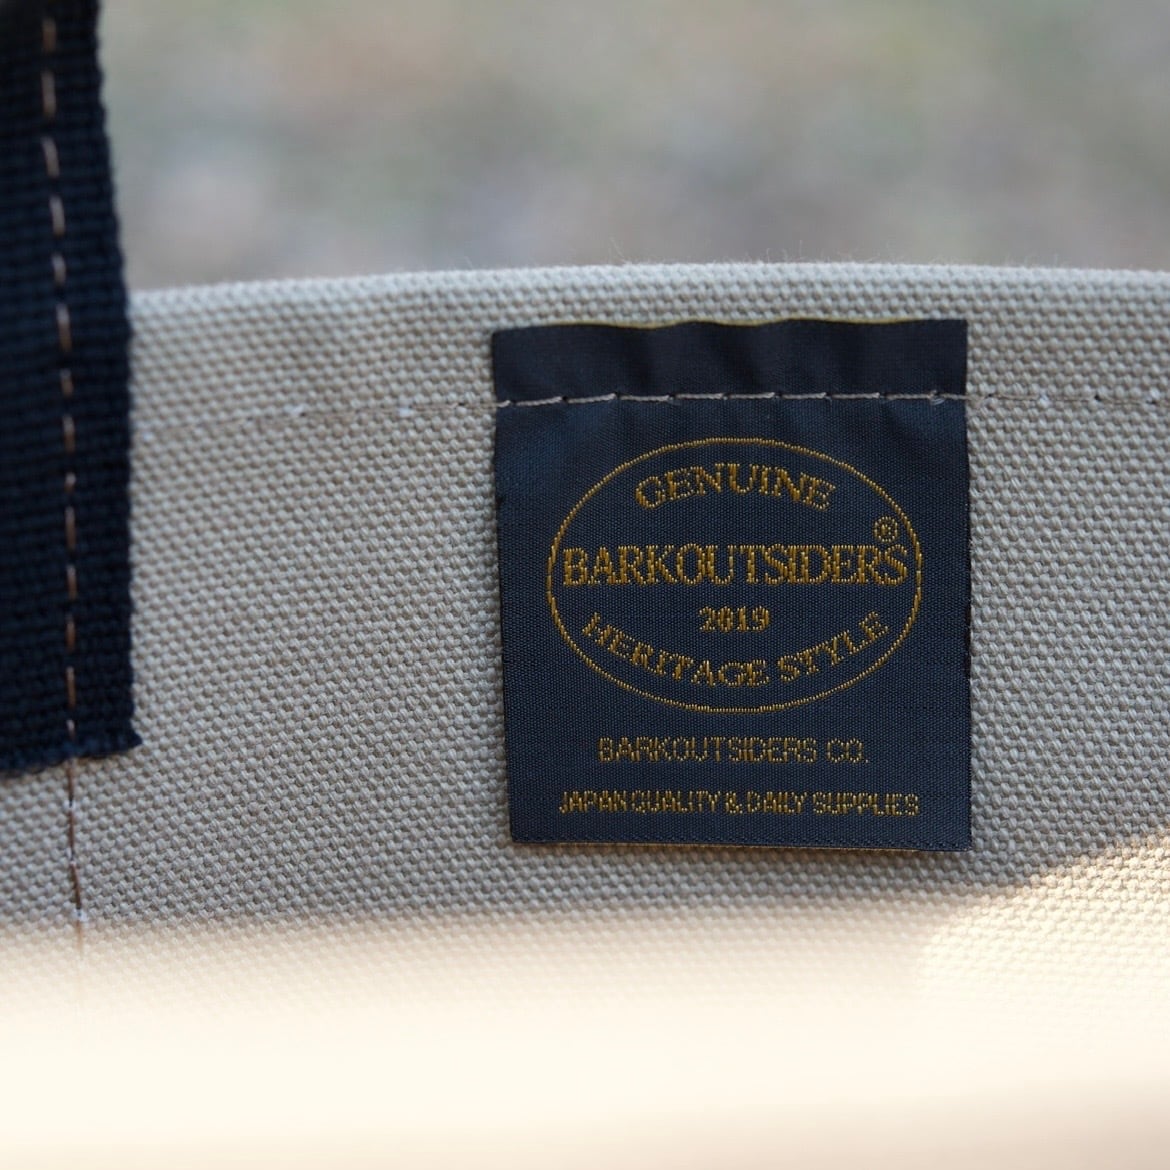 GENUINE
BARKOUTSIDERS®
2019
HERITAGE STYLE
BARKOUTSIDERS CO.
JAPAN QUALITY & DAILY SUPPLIES